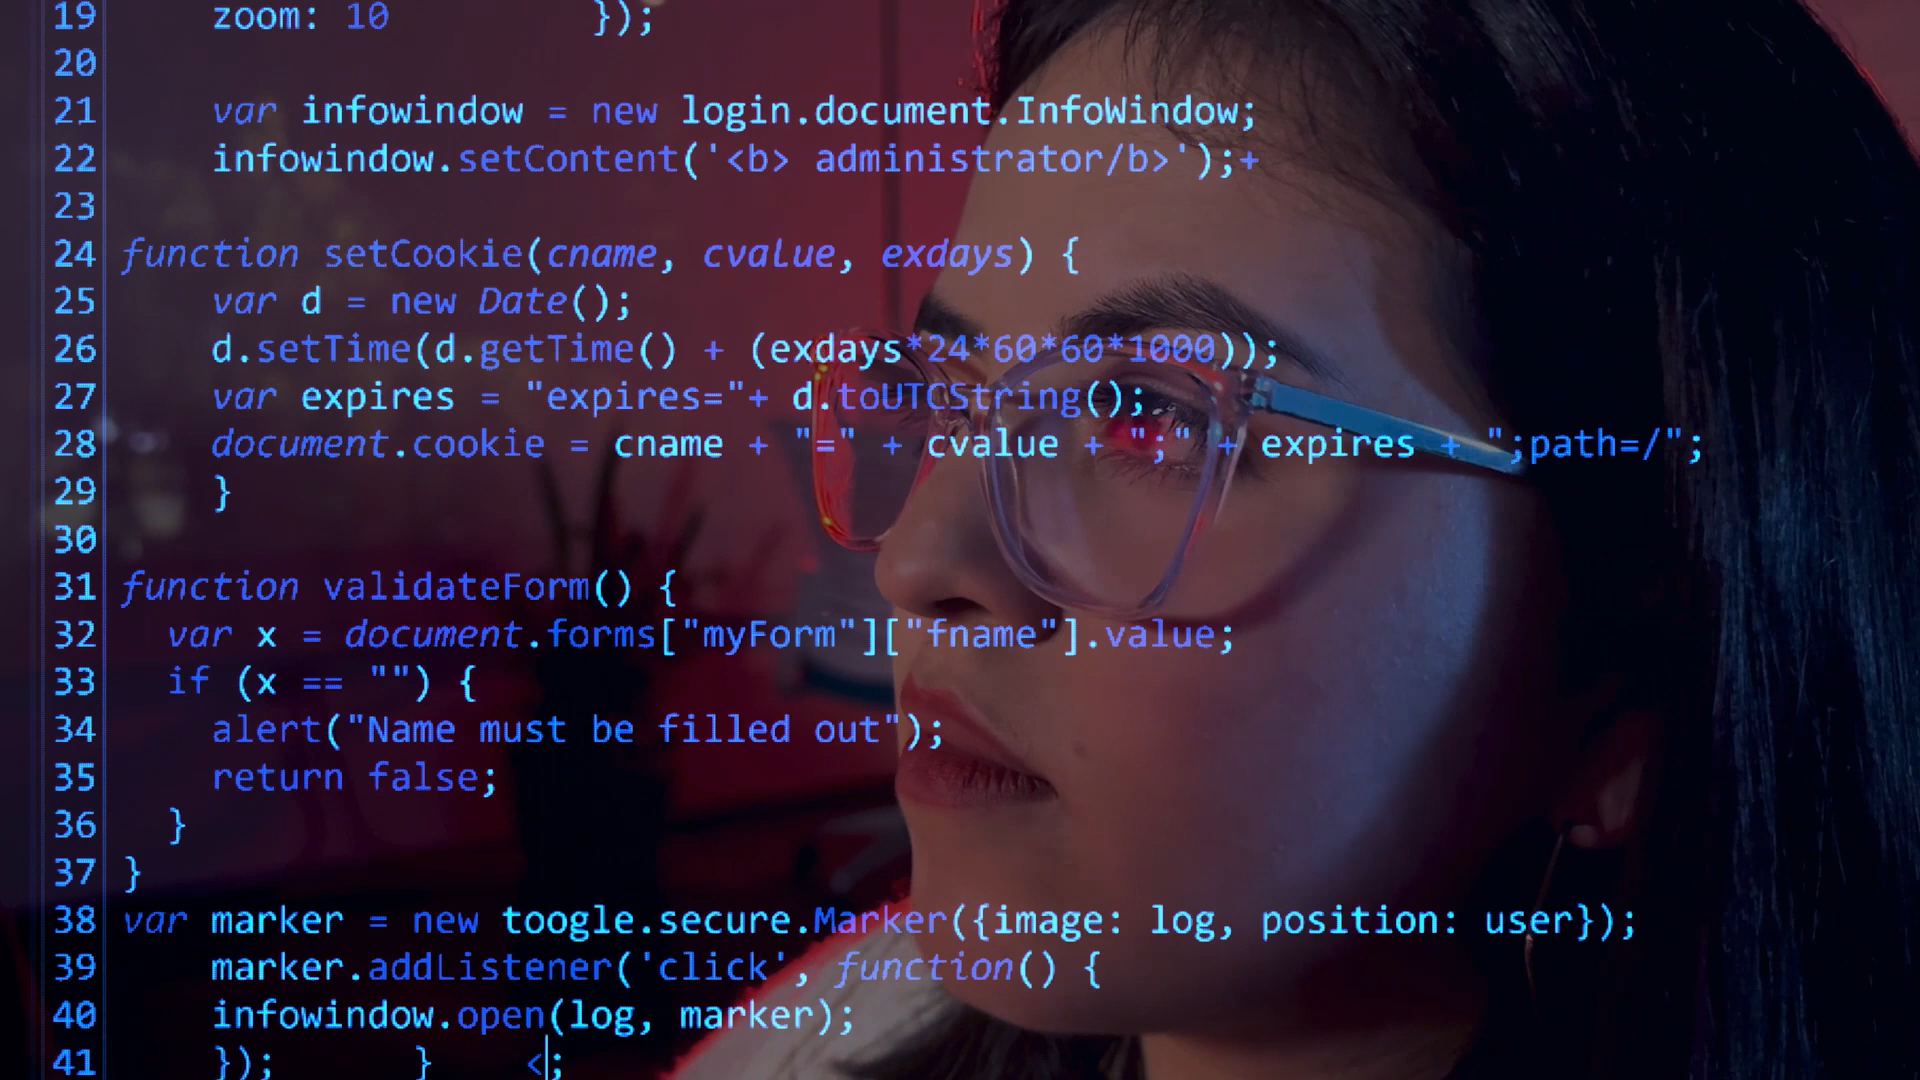 19 zoom: 10 });
20
21 var infowindow = new login.document.InfoWindow;
22 infowindow.setContent('<b> administrator/b>');+
23
24 function setCookie(cname, cvalue, exdays) {
25 var d = new Date();
26 d.setTime(d.getTime() + (exdays*24*60*60*1000));
27 var expires = "expires="+ d.toUTCString();
28 document.cookie = cname + "=" + cvalue + ";" + expires + ";path=/";
29 }
30
31 function validateForm() {
32 var x = document.forms["myForm"]["fname"].value;
33 if (x == "") {
34 alert("Name must be filled out");
35 return false;
36 }
37 }
38 var marker = new toogle.secure.Marker({image: log, position: user});
39 marker.addListener('click', function() {
40 infowindow.open(log, marker);
41 }); } <;